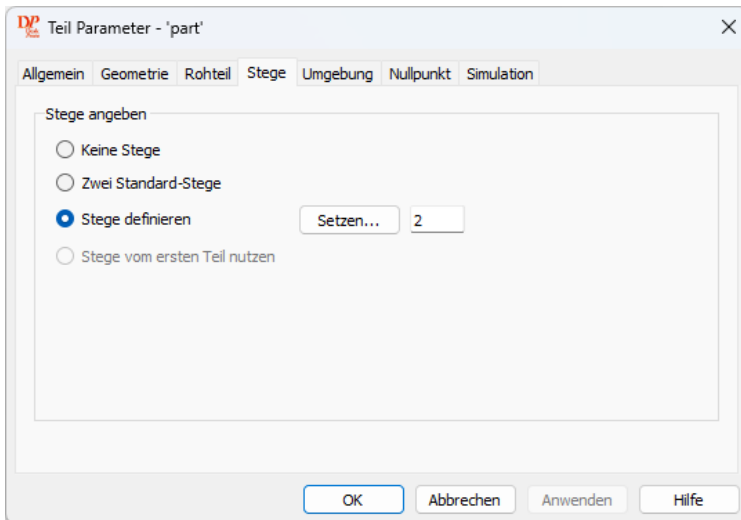 DP Teil Parameter - 'part'
Allgemein Geometrie Rohteil Stege Umgebung Nullpunkt Simulation
Stege angeben
Keine Stege
Zwei Standard-Stege
Stege definieren Setzen... 2
Stege vom ersten Teil nutzen
OK Abbrechen Anwenden Hilfe